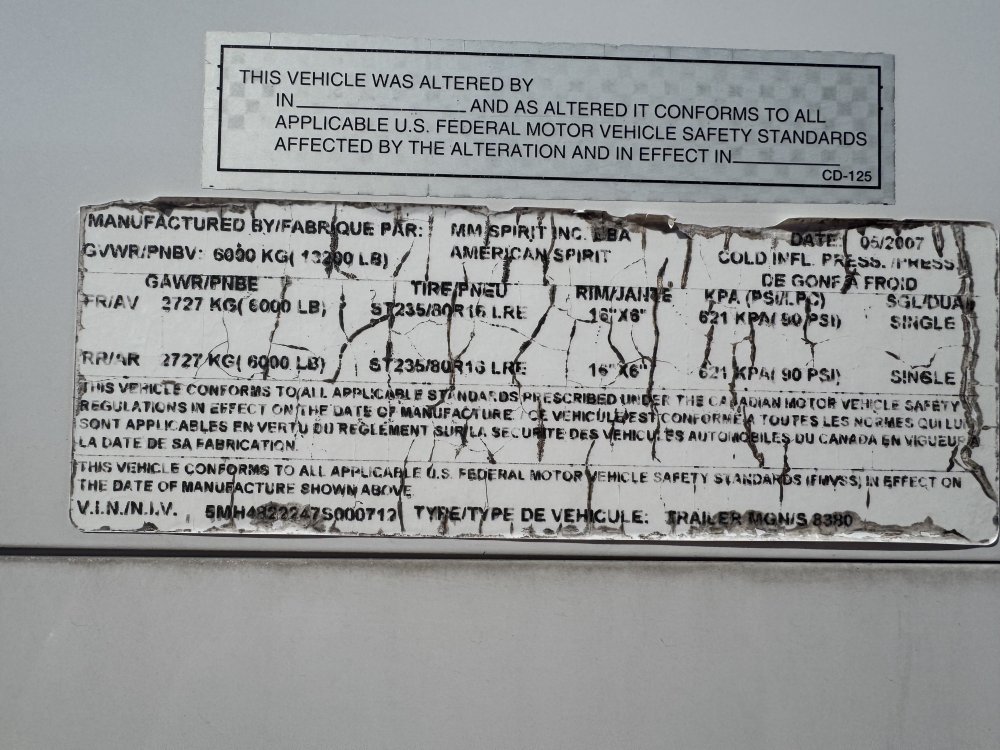 THIS VEHICLE WAS ALTERED BY
IN AND AS ALTERED IT CONFORMS TO ALL
APPLICABLE U.S. FEDERAL MOTOR VEHICLE SAFETY STANDARDS
AFFECTED BY THE ALTERATION AND IN EFFECT IN
CD-125
MANUFACTURED BY/FABRIQUE PAR: MM SPIRIT INC. DATE: 05/2007
GVWR/PNBV: 6000 KG( 13200 LB) AMERICAN SPIRIT COLD INFL. PRESS. /PRESS
DE GONF À FROID
GAWR/PNBE TIRE/PNEU RIM/JANTE KPA (PSI/LPC) SGL/DUAL
FR/AV 2727 KG( 6000 LB) ST235/80R16 LRE 16"X6" 621 KPA( 90 PSI) SINGLE
RR/AR 2727 KG( 6000 LB) ST235/80R16 LRE 16"X6" 621 KPA( 90 PSI) SINGLE
THIS VEHICLE CONFORMS TO ALL APPLICABLE STANDARDS PRESCRIBED UNDER THE CANADIAN MOTOR VEHICLE SAFETY
REGULATIONS IN EFFECT ON THE DATE OF MANUFACTURE / CE VEHICULE EST CONFORME A TOUTES LES NORMES QUI LUI
SONT APPLICABLES EN VERTU DU REGLEMENT SUR LA SECURITE DES VEHICULES AUTOMOBILES DU CANADA EN VIGUEUR A
LA DATE DE SA FABRICATION.
THIS VEHICLE CONFORMS TO ALL APPLICABLE U.S. FEDERAL MOTOR VEHICLE SAFETY STANDARDS (FMVSS) IN EFFECT ON
THE DATE OF MANUFACTURE SHOWN ABOVE
V.I.N./N.I.V. TYPE/TYPE DE VEHICULE: TRAILER MGN/S 8380